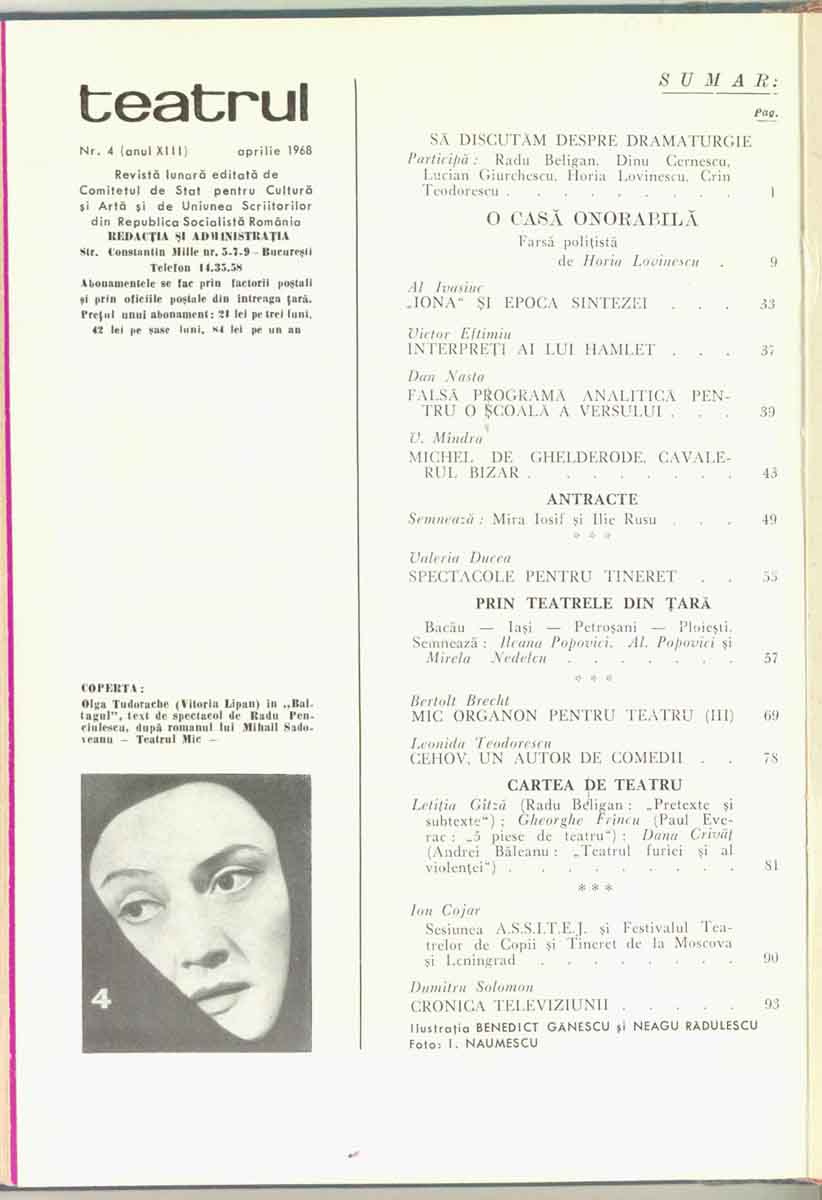 teatrul
Nr. 4 (anul XIII) aprilie 1968
Revistă lunară editată de
Comitetul de Stat pentru Cultură
și Artă și de Uniunea Scriitorilor
din Republica Socialistă România
REDACȚIA ȘI ADMINISTRAȚIA
Str. Constantin Mille nr. 5-7-9 – București
Telefon 14.35.58
Abonamentele se fac prin factorii poștali
și prin oficiile poștale din întreaga țară.
Prețul unui abonament: 21 lei pe trei luni,
42 lei pe șase luni, 84 lei pe un an
COPERTA:
Olga Tudorache (Vitoria Lipan) în „Bal-
tagul”, text de spectacol de Radu Pen-
ciulescu, după romanul lui Mihail Sado-
veanu – Teatrul Mic –
4
SUMAR:
Pag.
SĂ DISCUTĂM DESPRE DRAMATURGIE
Participă: Radu Beligan, Dinu Cernescu,
Lucian Giurchescu, Horia Lovinescu, Crin
Teodorescu . . . . . . . . . 1
O CASĂ ONORABILĂ
Farsă polițistă
de Horia Lovinescu . 9
Al Ivasiuc
„IONA“ ȘI EPOCA SINTEZEI . . . 33
Victor Eftimiu
INTERPREȚI AI LUI HAMLET . . . 37
Dan Nasta
FALSĂ PROGRAMĂ ANALITICĂ PEN-
TRU O ȘCOALĂ A VERSULUI . . . 39
V. Mîndra
MICHEL DE GHELDERODE, CAVALE-
RUL BIZAR . . . . . . . . 43
ANTRACTE
Semnează: Mira Iosif și Ilie Rusu . . . 49
* * *
Valeria Ducea
SPECTACOLE PENTRU TINERET . . 55
PRIN TEATRELE DIN ȚARĂ
Bacău — Iași — Petroșani — Ploiești.
Semnează: Ileana Popovici, Al. Popovici și
Mirela Nedelcu . . . . . . . 57
* * *
Bertolt Brecht
MIC ORGANON PENTRU TEATRU (III) 69
Leonida Teodorescu
CEHOV, UN AUTOR DE COMEDII . . 78
CARTEA DE TEATRU
Letiția Gîtză (Radu Beligan: „Pretexte și
subtexte“); Gheorghe Frîncu (Paul Eve-
rac: „5 piese de teatru“); Dana Crivăț
(Andrei Băleanu: „Teatrul furiei și al
violenței“) . . . . . . . . 81
* * *
Ion Cojar
Sesiunea A.S.S.I.T.E.J. și Festivalul Tea-
trelor de Copii și Tineret de la Moscova
și Leningrad . . . . . . . . 90
Dumitru Solomon
CRONICA TELEVIZIUNII . . . . . 93
Ilustrația BENEDICT GĂNESCU și NEAGU RĂDULESCU
Foto: I. NAUMESCU